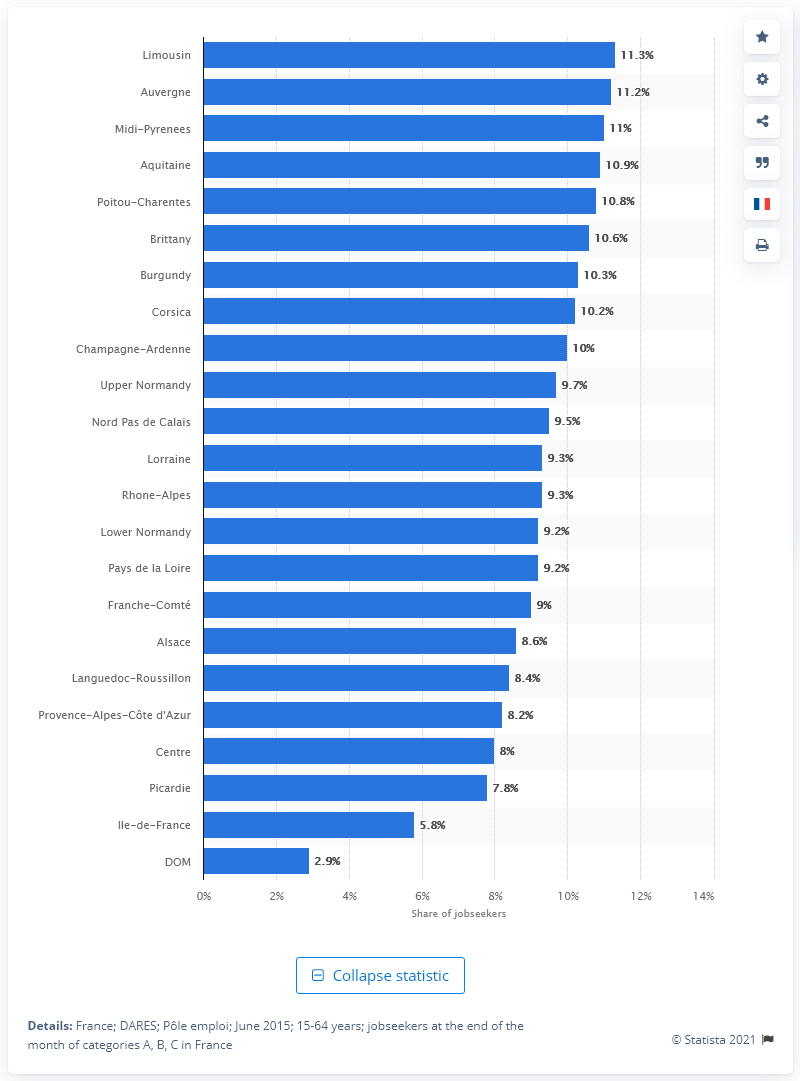 Limousin 11.3%
Auvergne 11.2%
Midi-Pyrenees 11%
Aquitaine 10.9%
Poitou-Charentes 10.8%
Brittany 10.6%
Burgundy 10.3%
Corsica 10.2%
Champagne-Ardenne 10%
Upper Normandy 9.7%
Nord Pas de Calais 9.5%
Lorraine 9.3%
Rhone-Alpes 9.3%
Lower Normandy 9.2%
Pays de la Loire 9.2%
Franche-Comté 9%
Alsace 8.6%
Languedoc-Roussillon 8.4%
Provence-Alpes-Côte d'Azur 8.2%
Centre 8%
Picardie 7.8%
Ile-de-France 5.8%
DOM 2.9%
0% 2% 4% 6% 8% 10% 12% 14%
Share of jobseekers
Collapse statistic
Details: France; DARES; Pôle emploi; June 2015; 15-64 years; jobseekers at the end of the
month of categories A, B, C in France
© Statista 2021